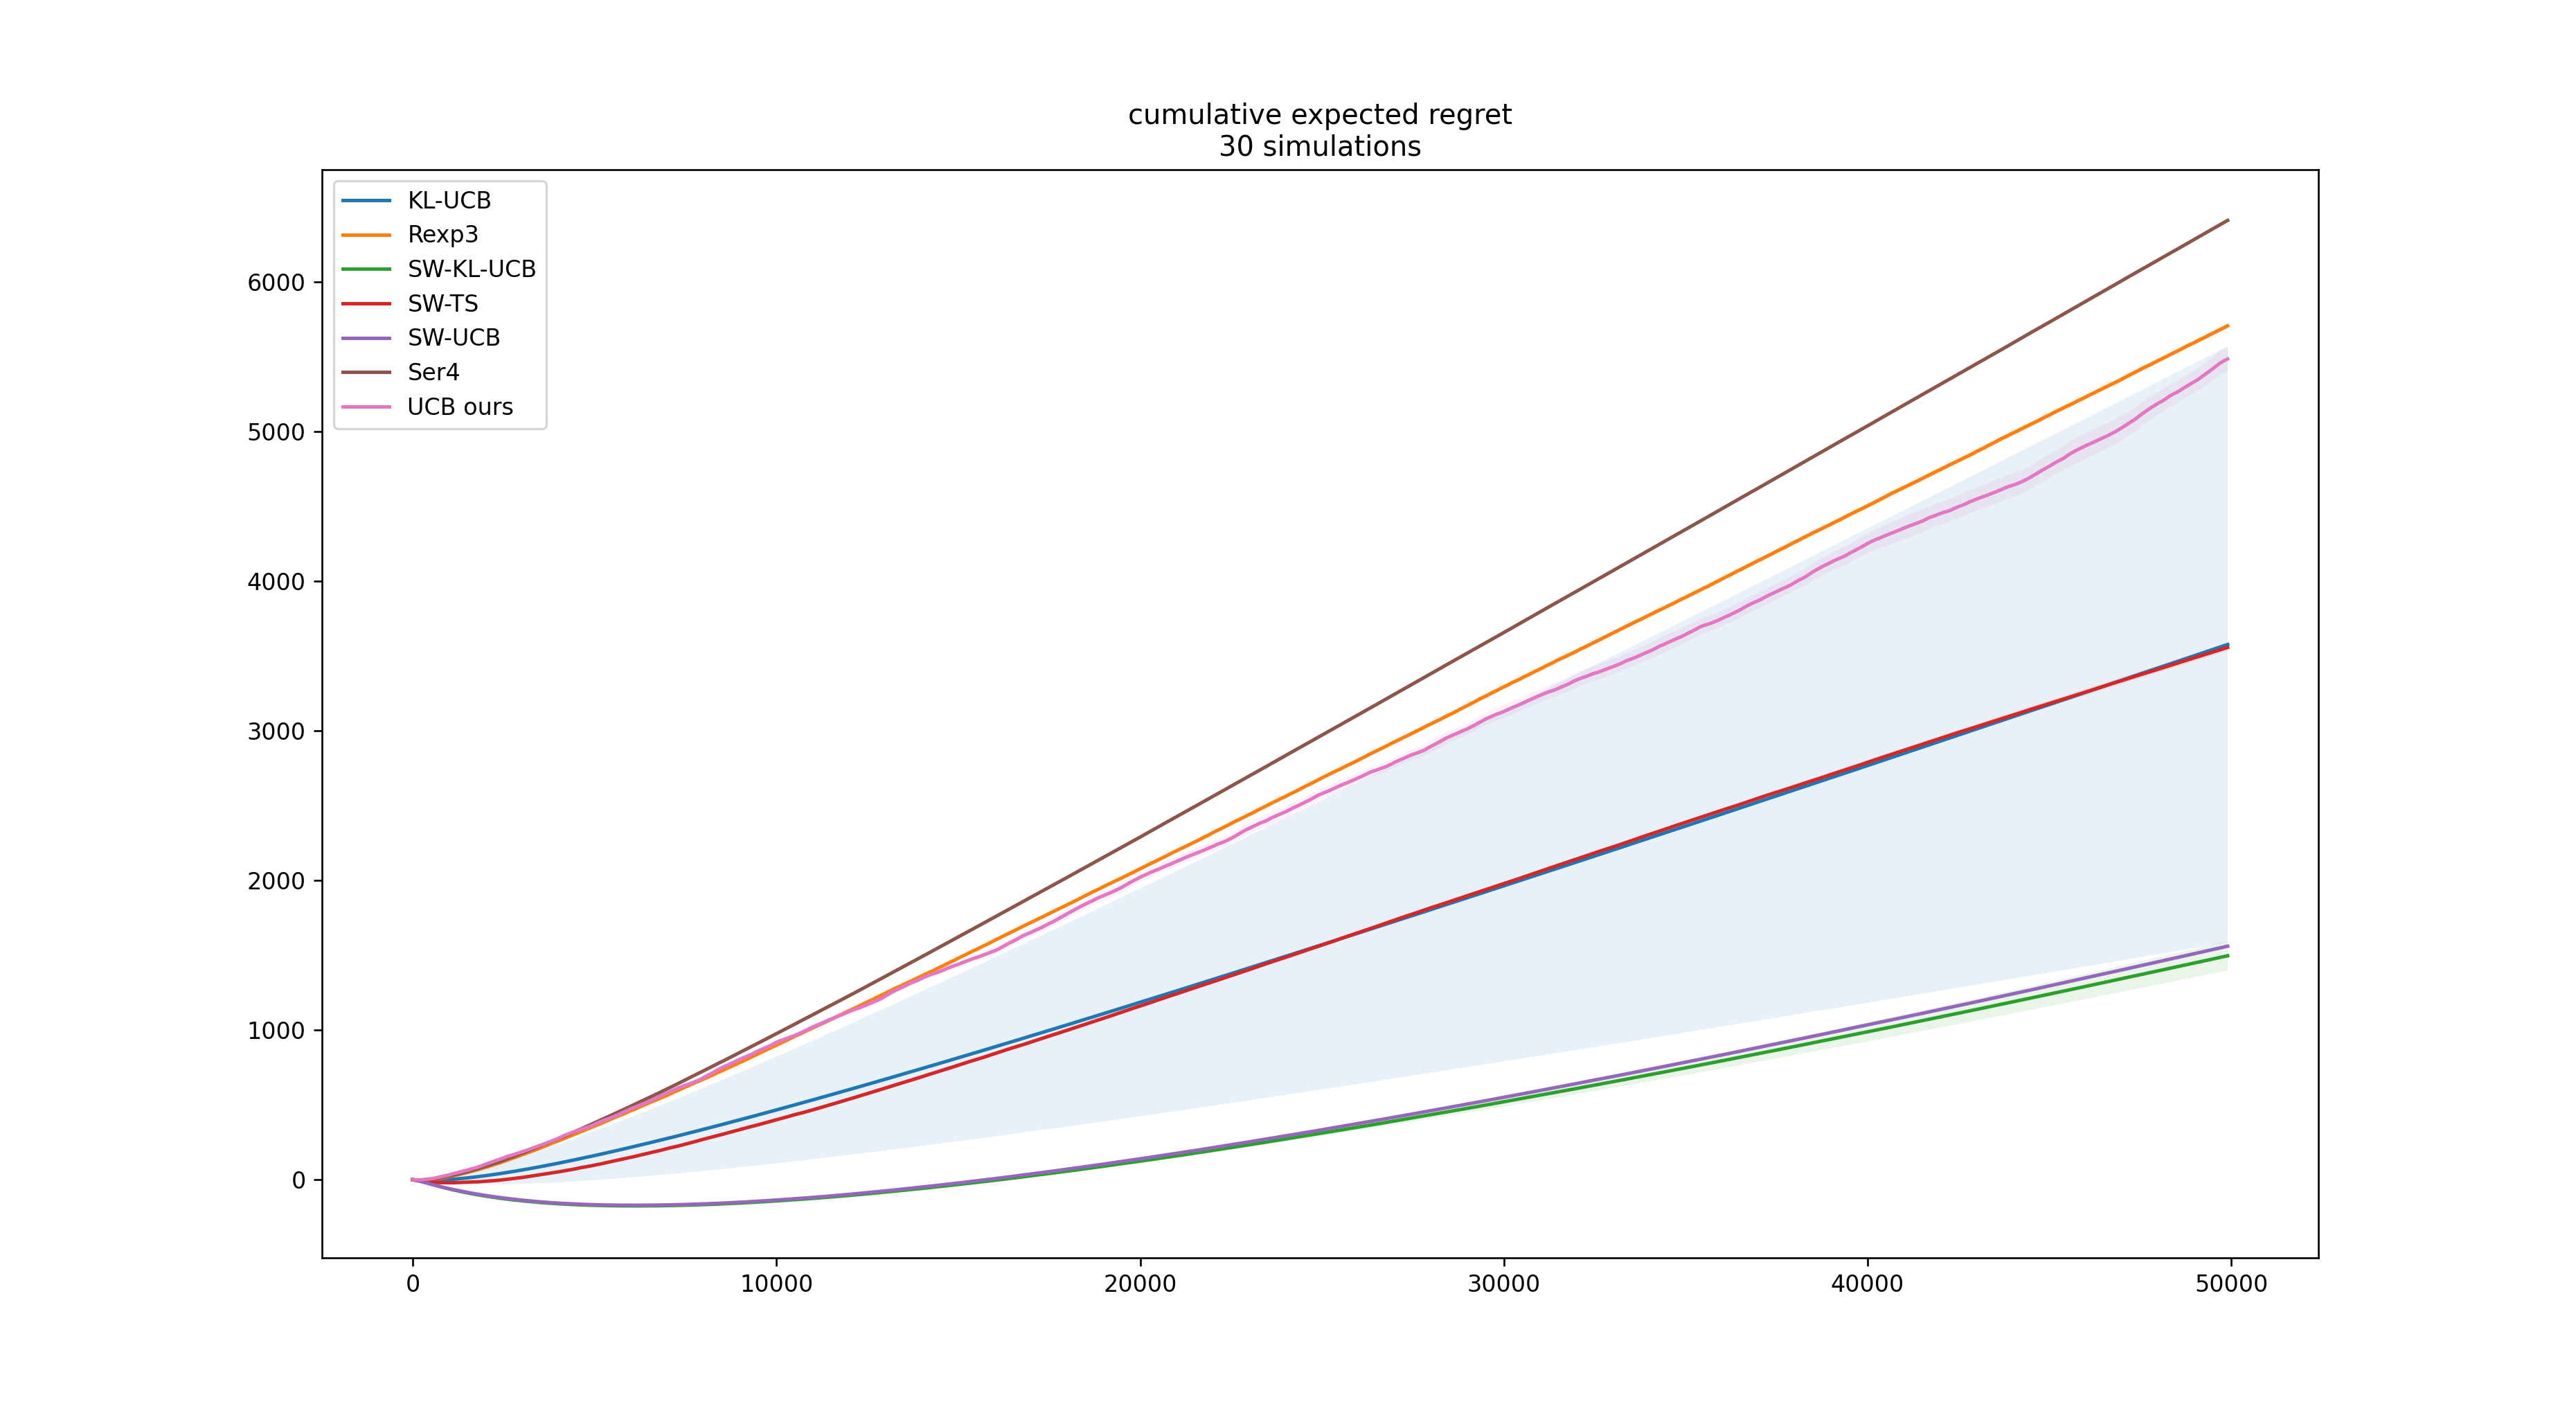 cumulative expected regret
30 simulations
KL-UCB
Rexp3
SW-KL-UCB
SW-TS
SW-UCB
Ser4
UCB ours
6000
5000
4000
3000
2000
1000
0
0 10000 20000 30000 40000 50000